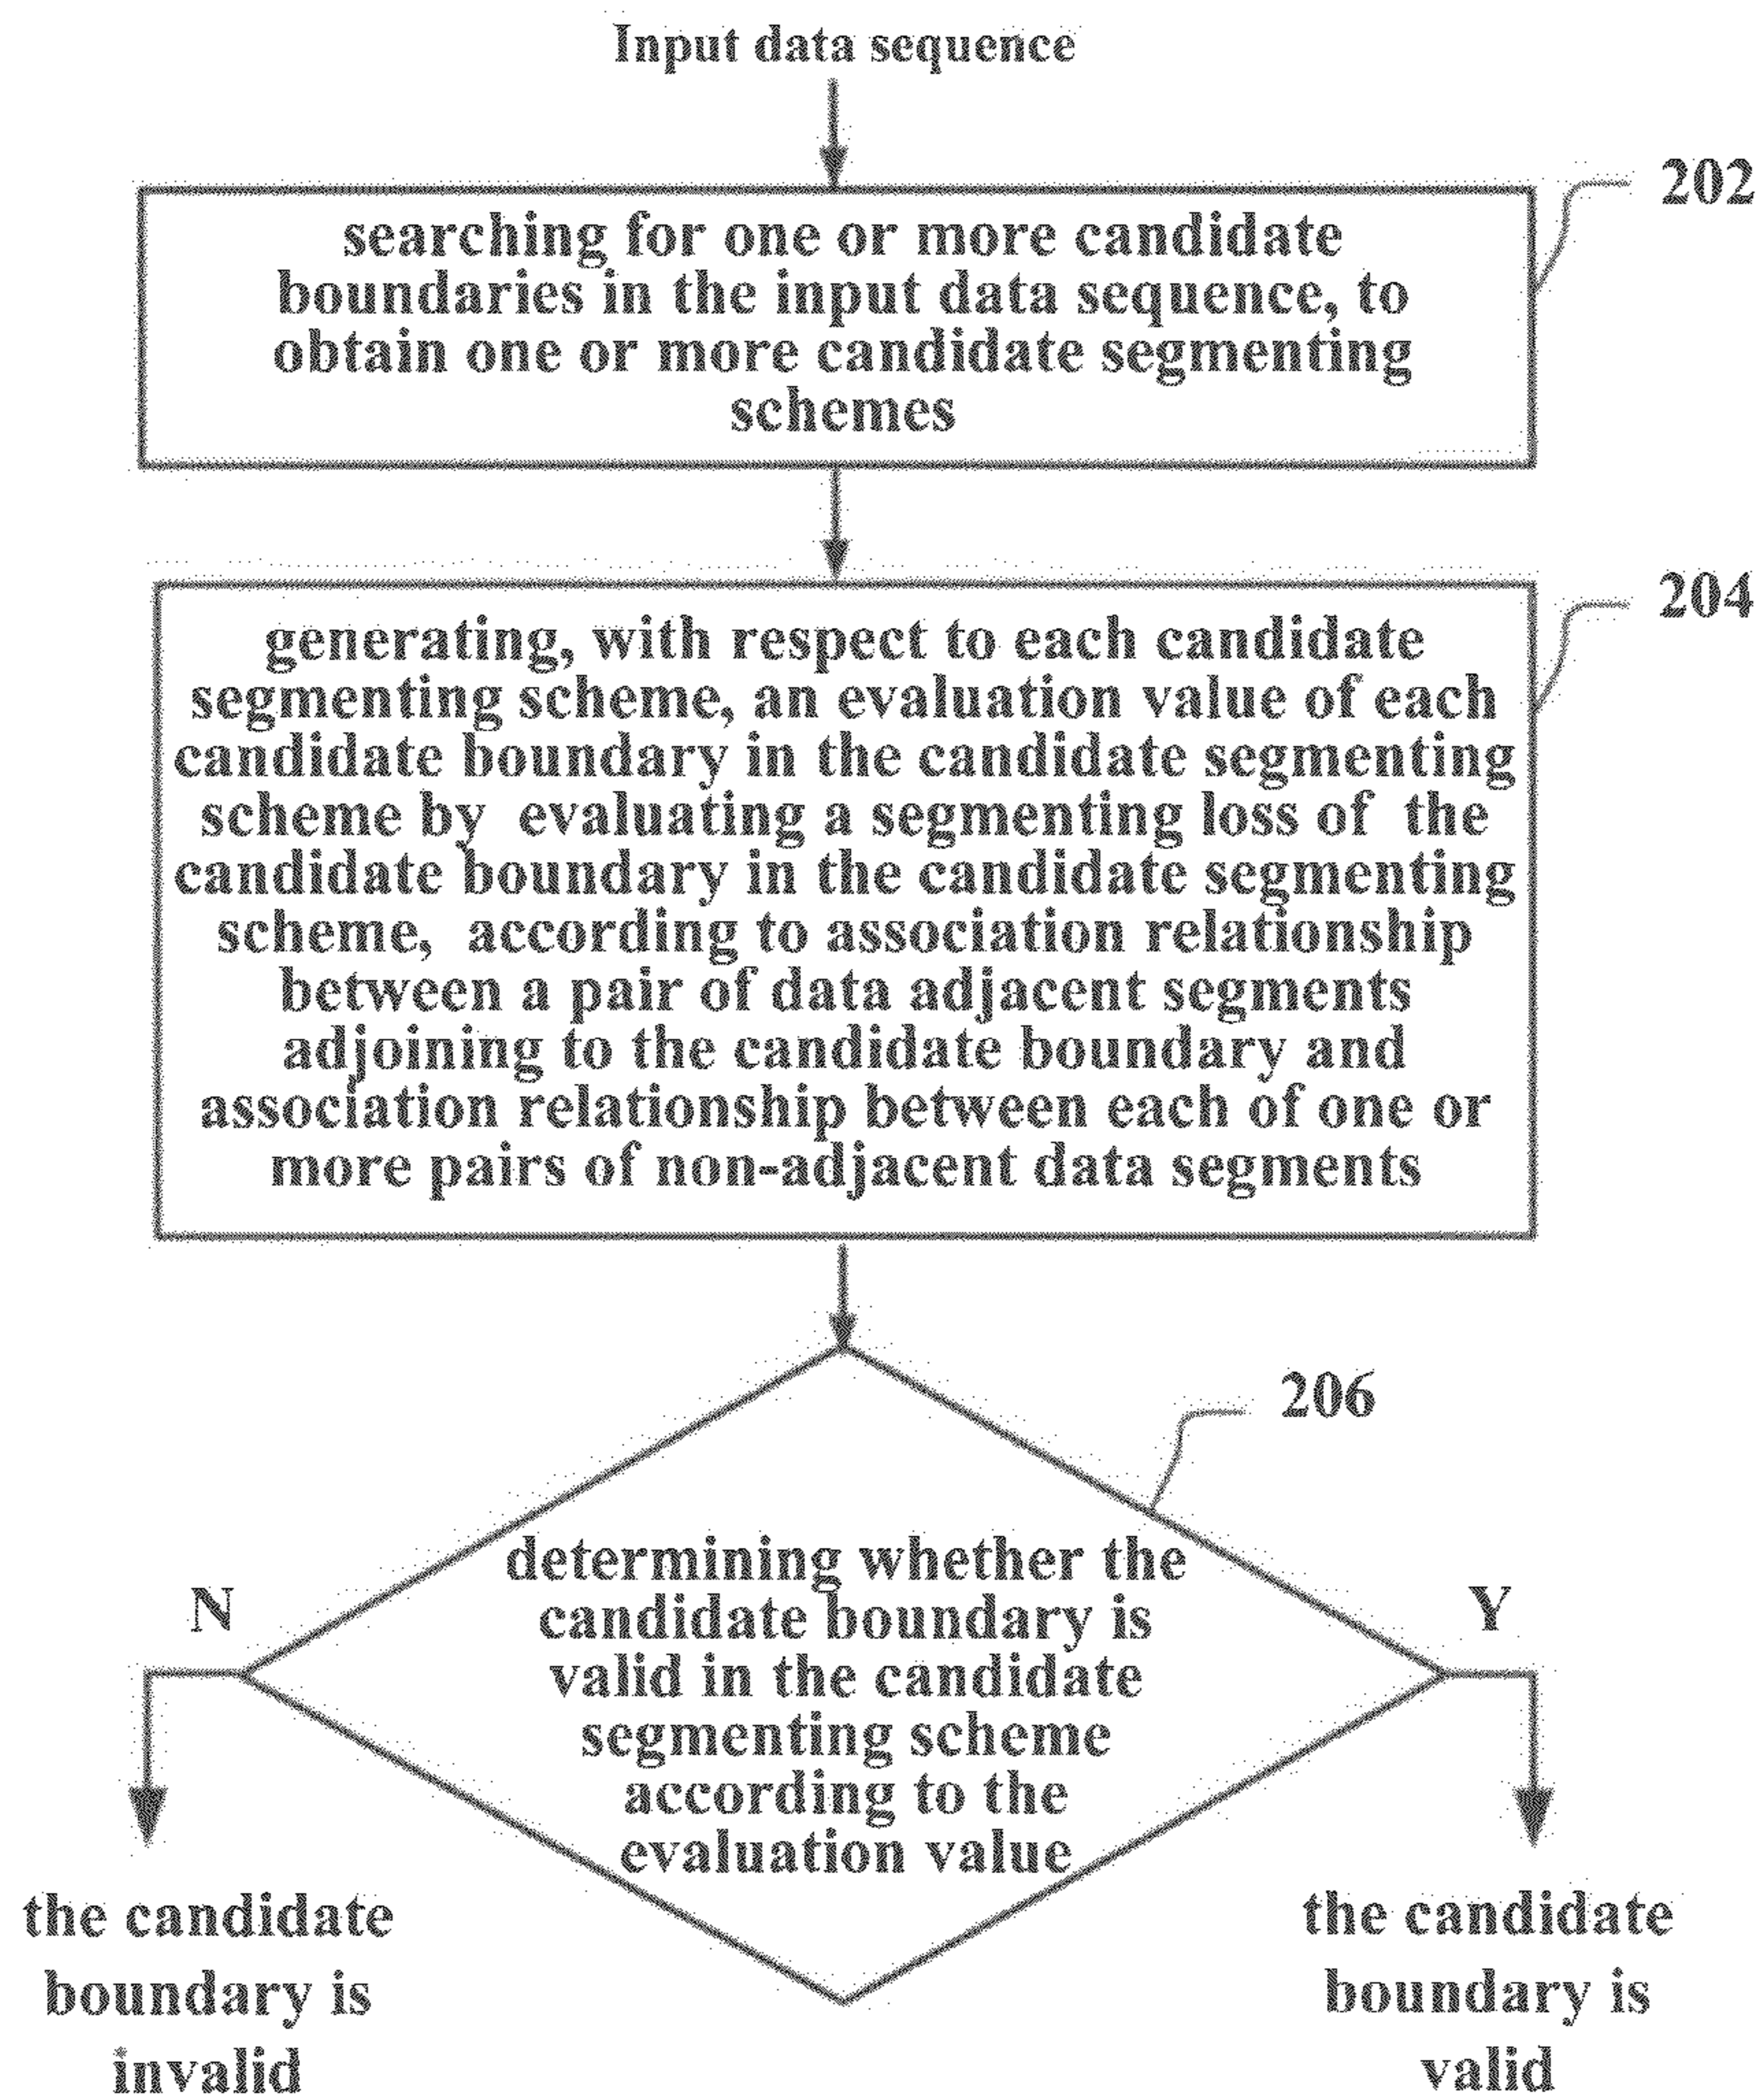 Input data sequence
202
searching for one or more candidate
boundaries in the input data sequence, to
obtain one or more candidate segmenting
schemes
204
generating, with respect to each candidate
segmenting scheme, an evaluation value of each
candidate boundary in the candidate segmenting
scheme by evaluating a segmenting loss of the
candidate boundary in the candidate segmenting
scheme, according to association relationship
between a pair of data adjacent segments
adjoining to the candidate boundary and
association relationship between each of one or
more pairs of non-adjacent data segments
206
determining whether the
candidate boundary is
valid in the candidate
segmenting scheme
according to the
evaluation value
N
Y
the candidate
boundary is
invalid
the candidate
boundary is
valid